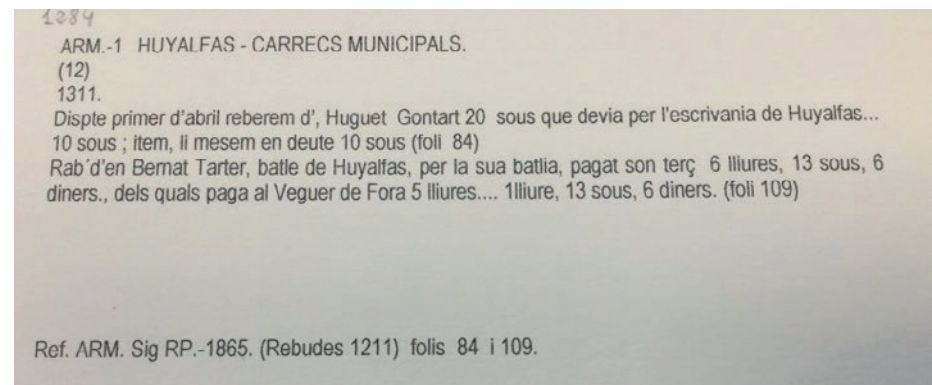 1284
ARM.-1 HUYALFAS - CARRECS MUNICIPALS.
(12)
1311.
Dispte primer d'abril reberem d', Huguet Gontart 20 sous que devia per l'escrivania de Huyalfas...
10 sous ; item, li mesem en deute 10 sous (foli 84)
Rab´d'en Bernat Tarter, batle de Huyalfas, per la sua batlia, pagat son terç 6 lliures, 13 sous, 6
diners., dels quals paga al Veguer de Fora 5 lliures.... 1lliure, 13 sous, 6 diners. (foli 109)
Ref. ARM. Sig RP.-1865. (Rebudes 1211) folis 84 i 109.